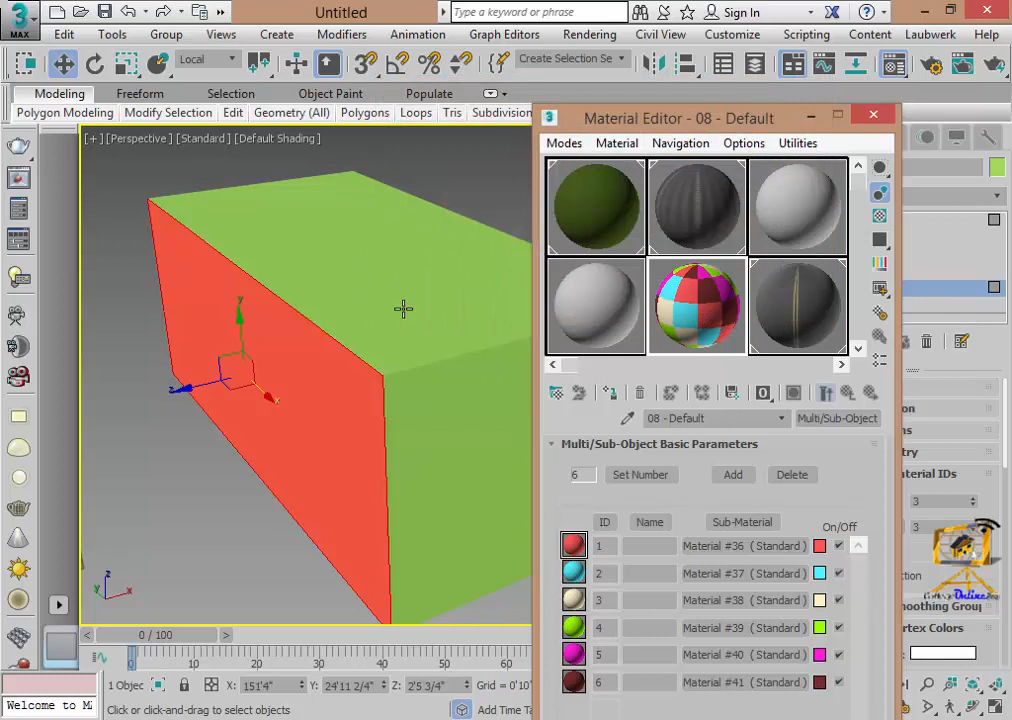 Untitled
Type a keyword or phrase
Sign In
MAX
Edit Tools Group Views Create Modifiers Animation Graph Editors Rendering Civil View Customize Scripting Content Laubwerk Help
Local
Create Selection Se
Modeling Freeform Selection Object Paint Populate
Polygon Modeling Modify Selection Edit Geometry (All) Polygons Loops Tris Subdivision
[+] [Perspective] [Standard] [Default Shading]
Material Editor - 08 - Default
Modes Material Navigation Options Utilities
08 - Default
Multi/Sub-Object
Multi/Sub-Object Basic Parameters
6 Set Number Add Delete
ID Name Sub-Material On/Off
1 Material #36 ( Standard )
2 Material #37 ( Standard )
3 Material #38 ( Standard )
4 Material #39 ( Standard )
5 Material #40 ( Standard )
6 Material #41 ( Standard )
aterial IDs
3
3
Online
moothing Grou
ertex Colors
y
z
x
z
y
x
0 / 100
0 10 20 30 40 50 60
1 Objec X: 151'4" Y: 24'11 2/4" Z: 2'5 3/4" Grid = 0'10"
Welcome to M
Click or click-and-drag to select objects
Add Time Ta